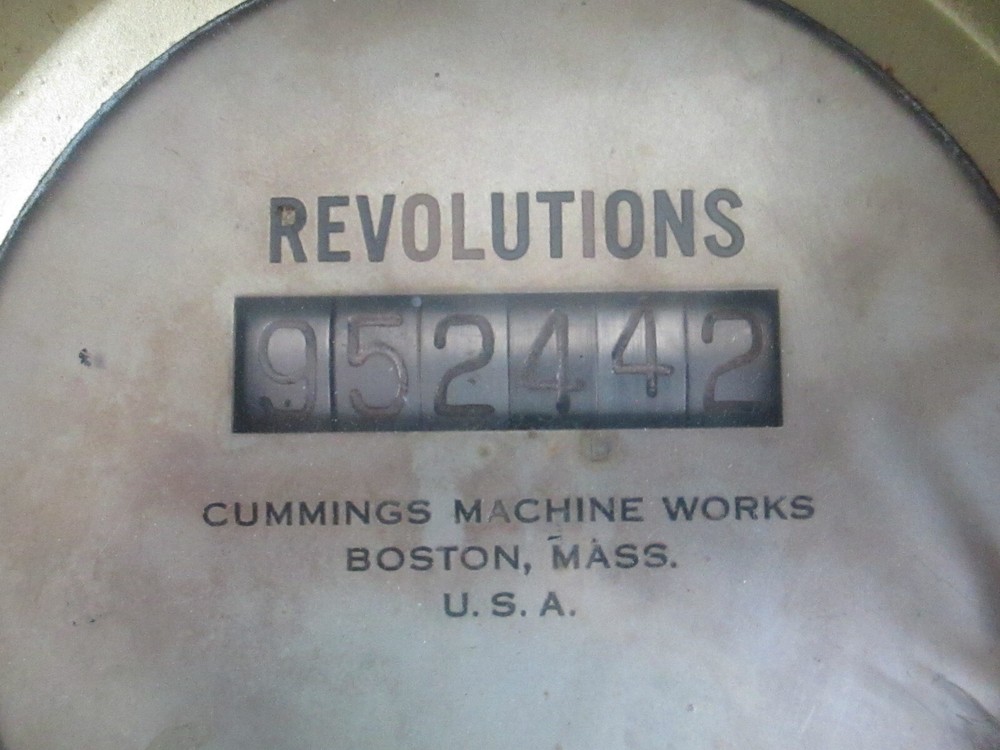 REVOLUTIONS
952442
CUMMINGS MACHINE WORKS
BOSTON, MASS.
U. S. A.